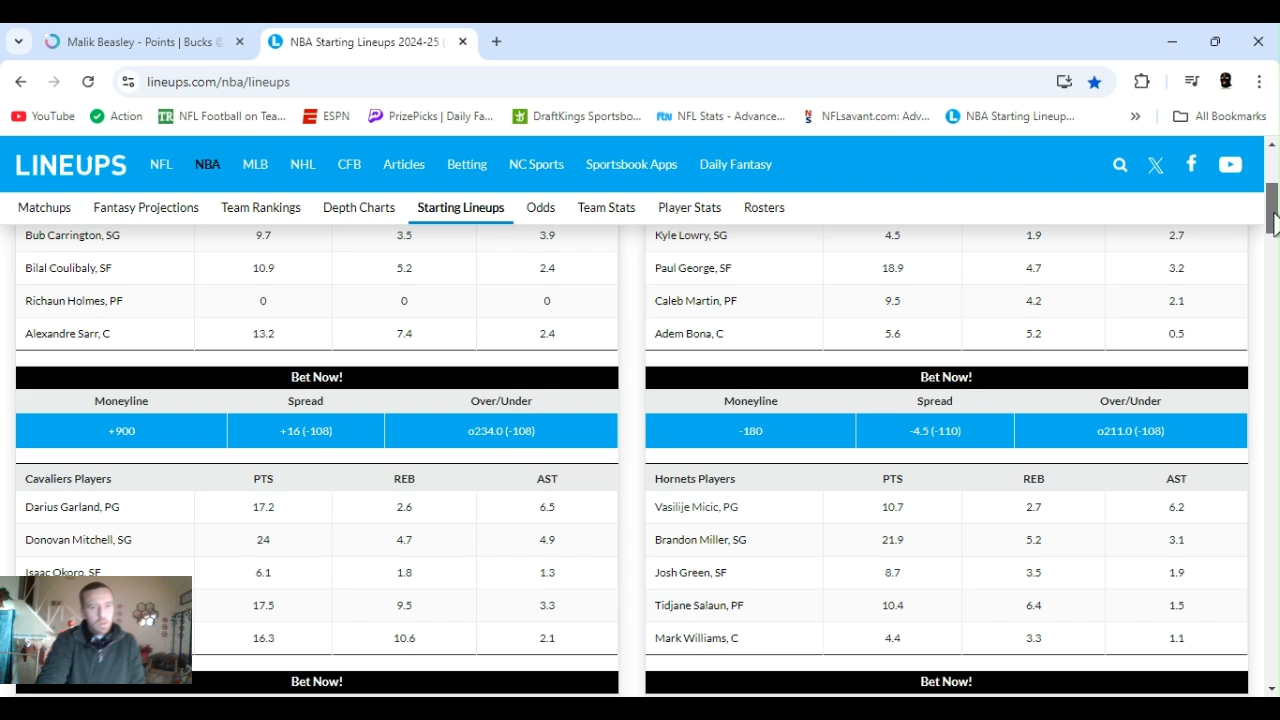 Malik Beasley - Points | Bucks
NBA Starting Lineups 2024-25
lineups.com/nba/lineups
YouTube Action NFL Football on Tea... ESPN PrizePicks | Daily Fa... DraftKings Sportsbo... NFL Stats - Advance... NFLsavant.com: Adv... NBA Starting Lineup... » All Bookmarks
LINEUPS NFL NBA MLB NHL CFB Articles Betting NC Sports Sportsbook Apps Daily Fantasy
Matchups Fantasy Projections Team Rankings Depth Charts Starting Lineups Odds Team Stats Player Stats Rosters
Bub Carrington, SG 9.7 3.5 3.9 Kyle Lowry, SG 4.5 1.9 2.7
Bilal Coulibaly, SF 10.9 5.2 2.4 Paul George, SF 18.9 4.7 3.2
Richaun Holmes, PF 0 0 0 Caleb Martin, PF 9.5 4.2 2.1
Alexandre Sarr, C 13.2 7.4 2.4 Adem Bona, C 5.6 5.2 0.5
Bet Now! Bet Now!
Moneyline Spread Over/Under Moneyline Spread Over/Under
+900 +16 (-108) o234.0 (-108) -180 -4.5 (-110) o211.0 (-108)
Cavaliers Players PTS REB AST Hornets Players PTS REB AST
Darius Garland, PG 17.2 2.6 6.5 Vasilije Micic, PG 10.7 2.7 6.2
Donovan Mitchell, SG 24 4.7 4.9 Brandon Miller, SG 21.9 5.2 3.1
Isaac Okoro, SF 6.1 1.8 1.3 Josh Green, SF 8.7 3.5 1.9
17.5 9.5 3.3 Tidjane Salaun, PF 10.4 6.4 1.5
16.3 10.6 2.1 Mark Williams, C 4.4 3.3 1.1
Bet Now! Bet Now!